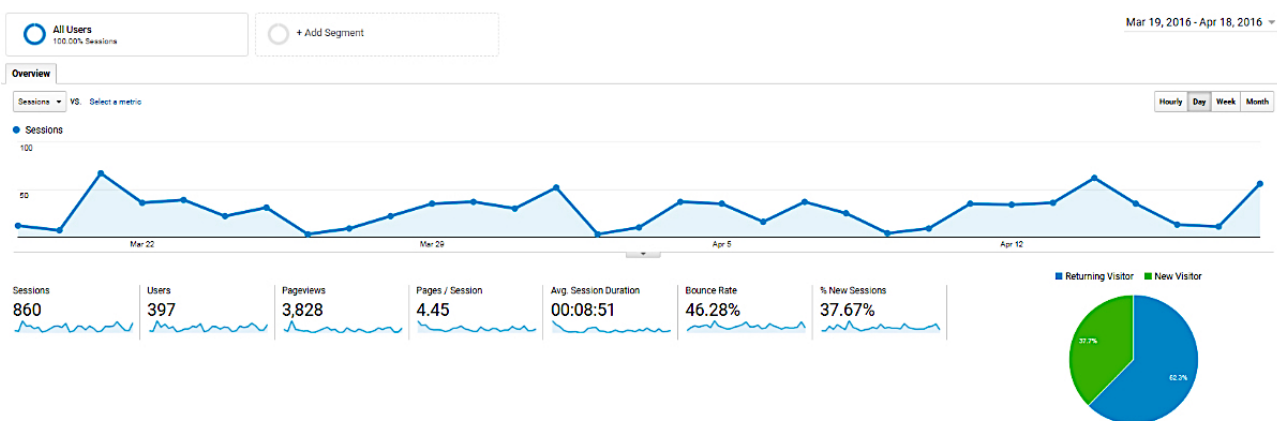 All Users
100.00% Sessions
+ Add Segment
Mar 19, 2016 - Apr 18, 2016
Overview
Sessions VS. Select a metric
Hourly Day Week Month
Sessions
100
50
Mar 22 Mar 29 Apr 5 Apr 12
Returning Visitor New Visitor
Sessions Users Pageviews Pages / Session Avg. Session Duration Bounce Rate % New Sessions
860 397 3,828 4.45 00:08:51 46.28% 37.67%
37.7%
62.3%